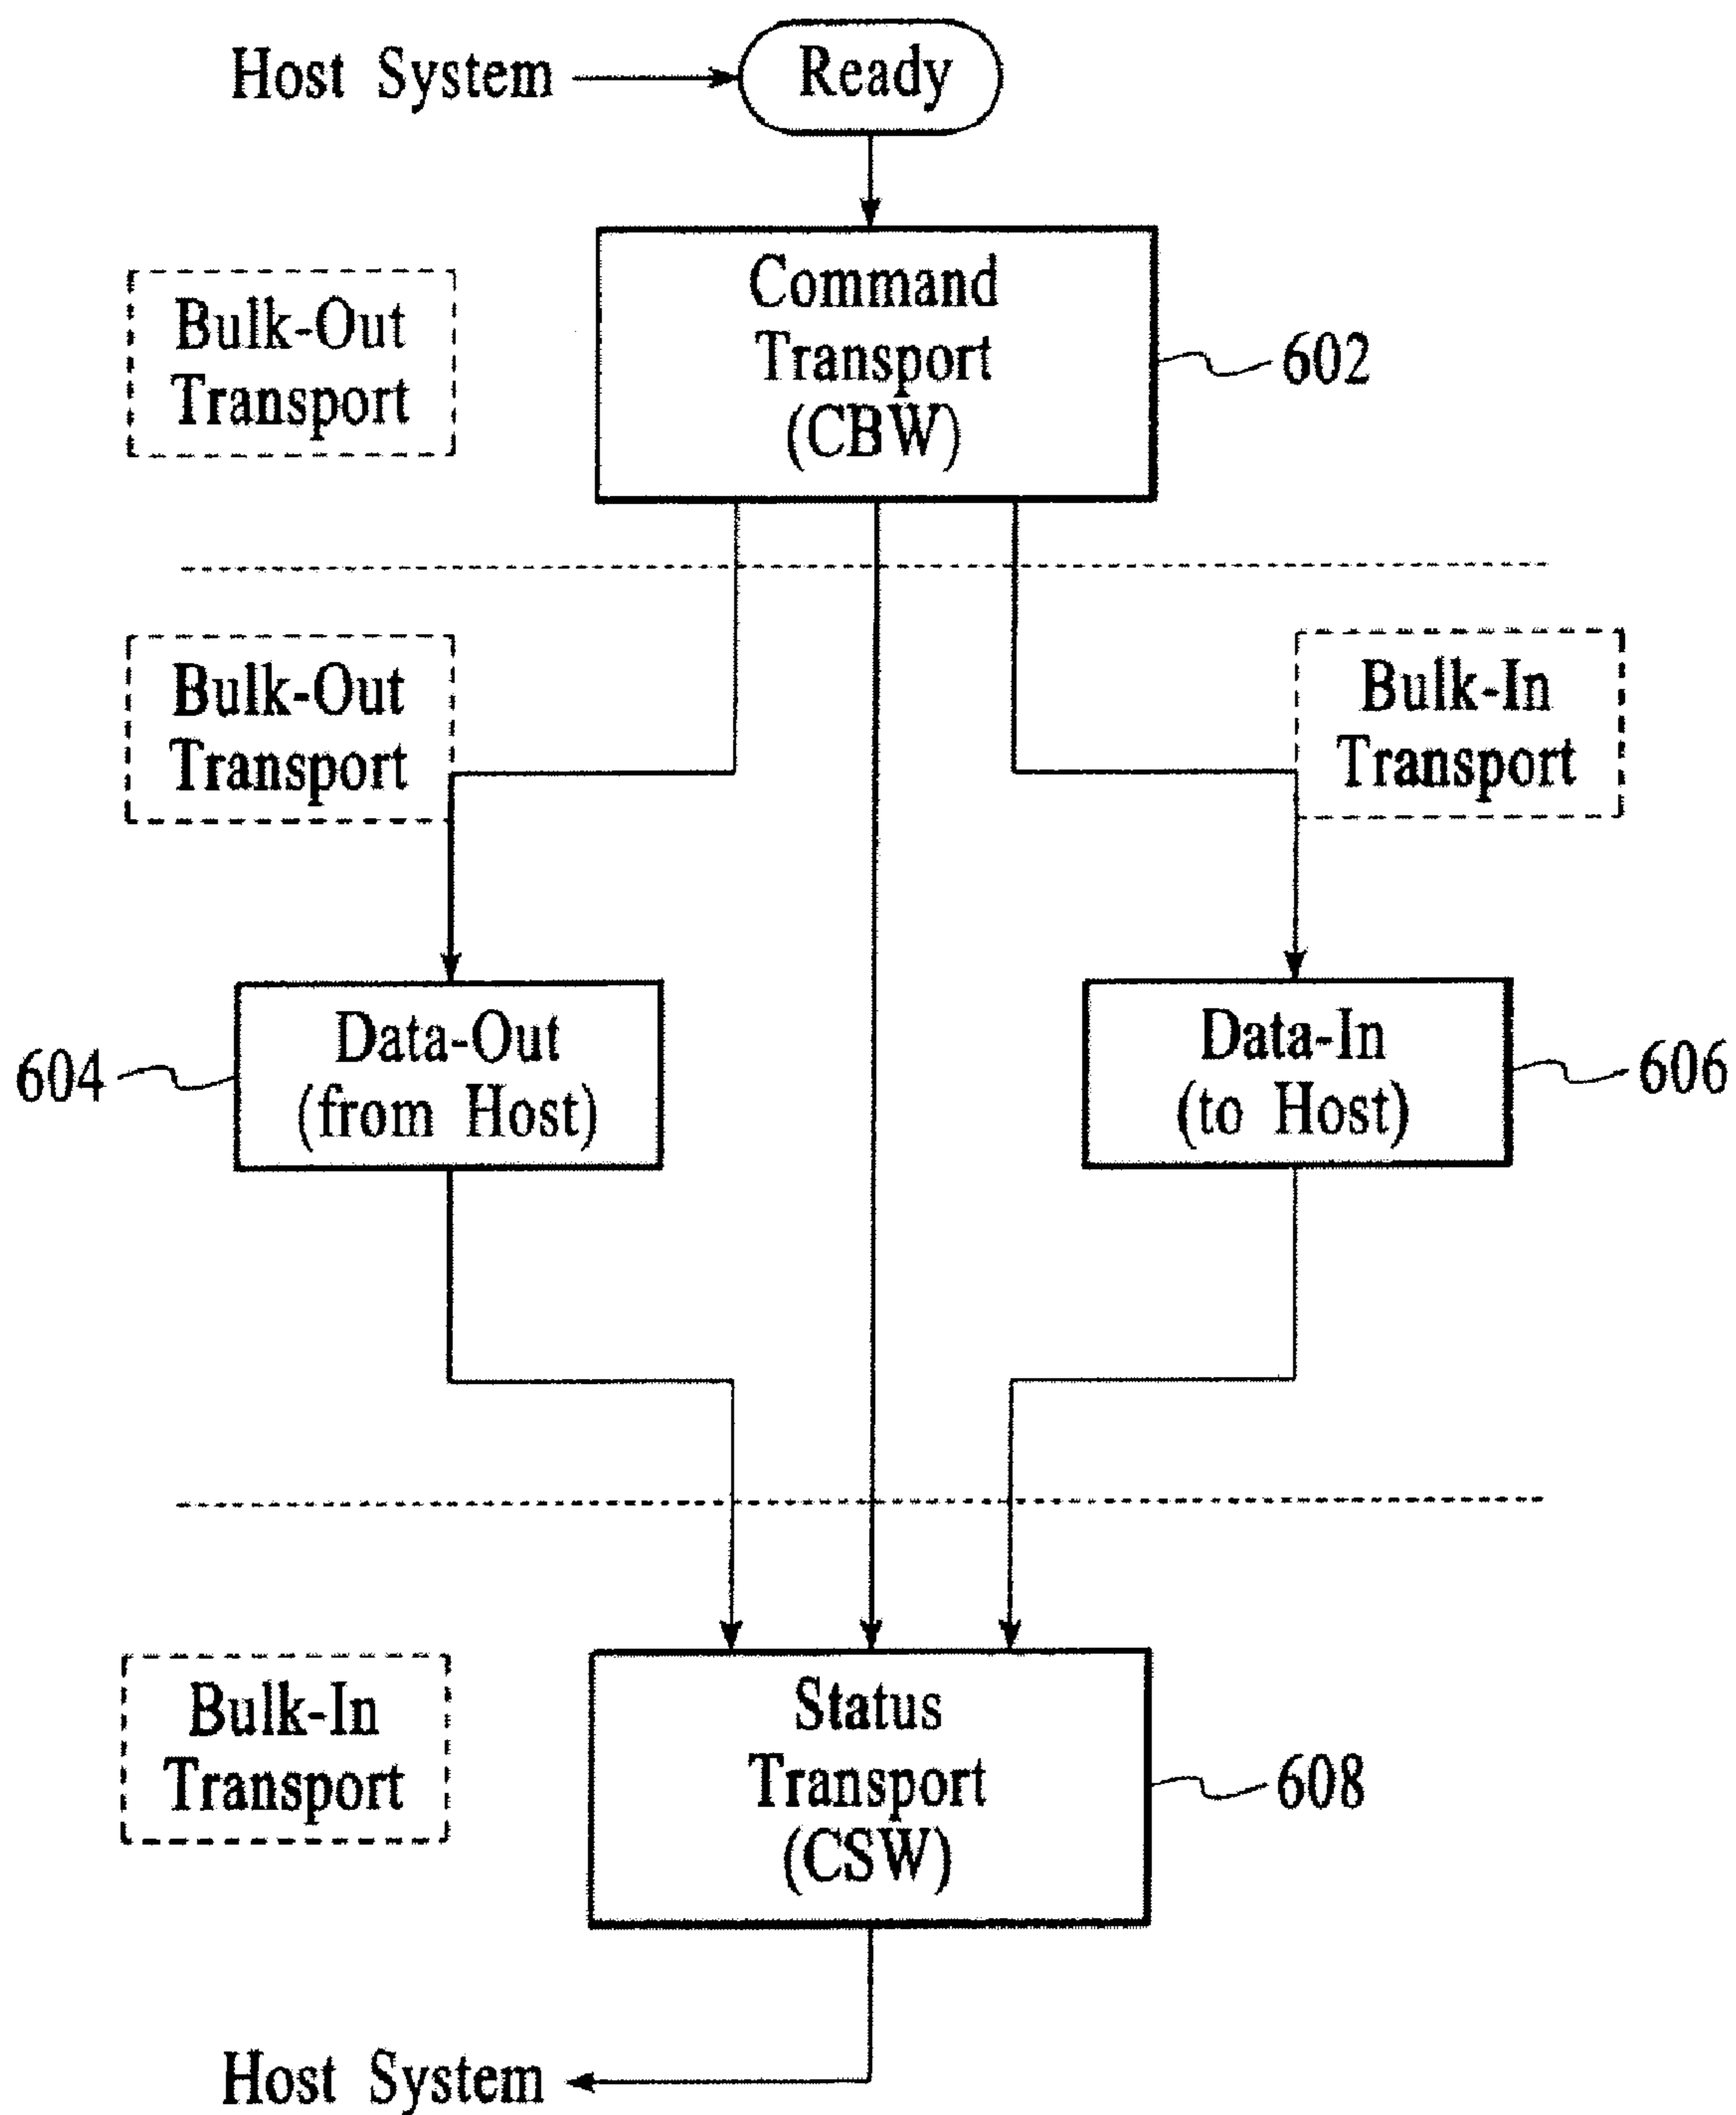 Host System
Ready
Command
Transport
(CBW)
602
Bulk-Out
Transport
Bulk-Out
Transport
Bulk-In
Transport
604
Data-Out
(from Host)
Data-In
(to Host)
606
Bulk-In
Transport
Status
Transport
(CSW)
608
Host System